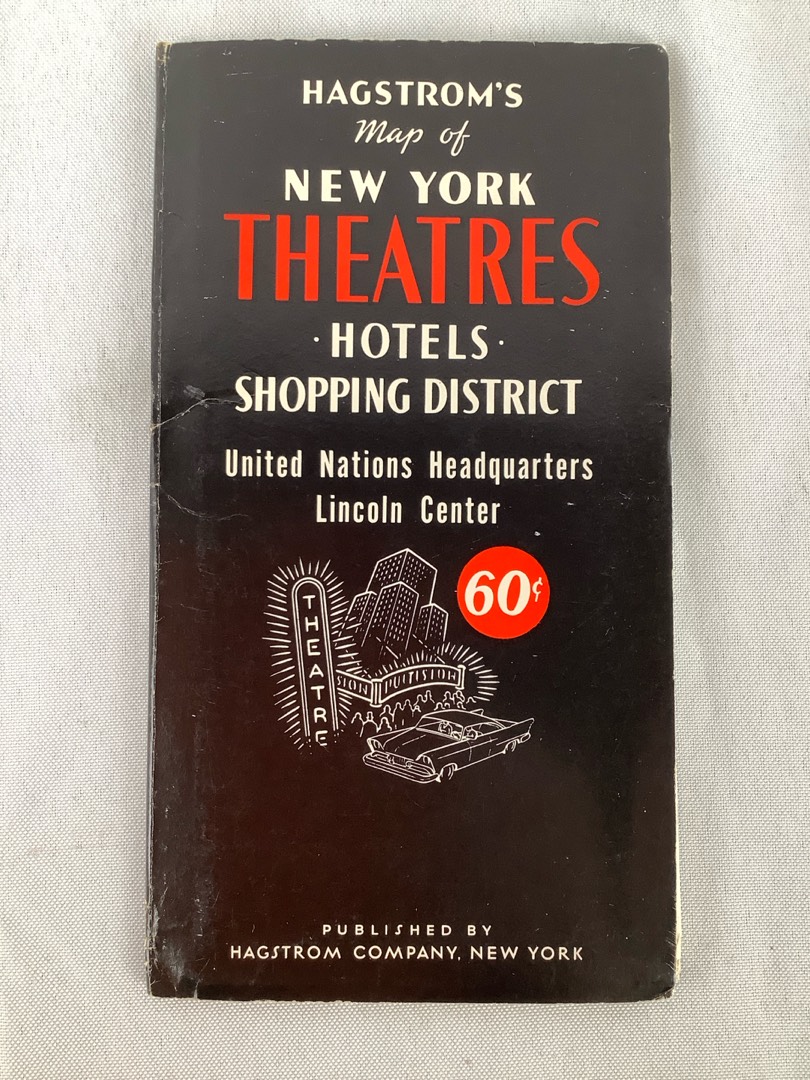 HAGSTROM'S
Map of
NEW YORK
THEATRES
· HOTELS ·
SHOPPING DISTRICT
United Nations Headquarters
Lincoln Center
60¢
THEATRE
PUBLISHED BY
HAGSTROM COMPANY, NEW YORK